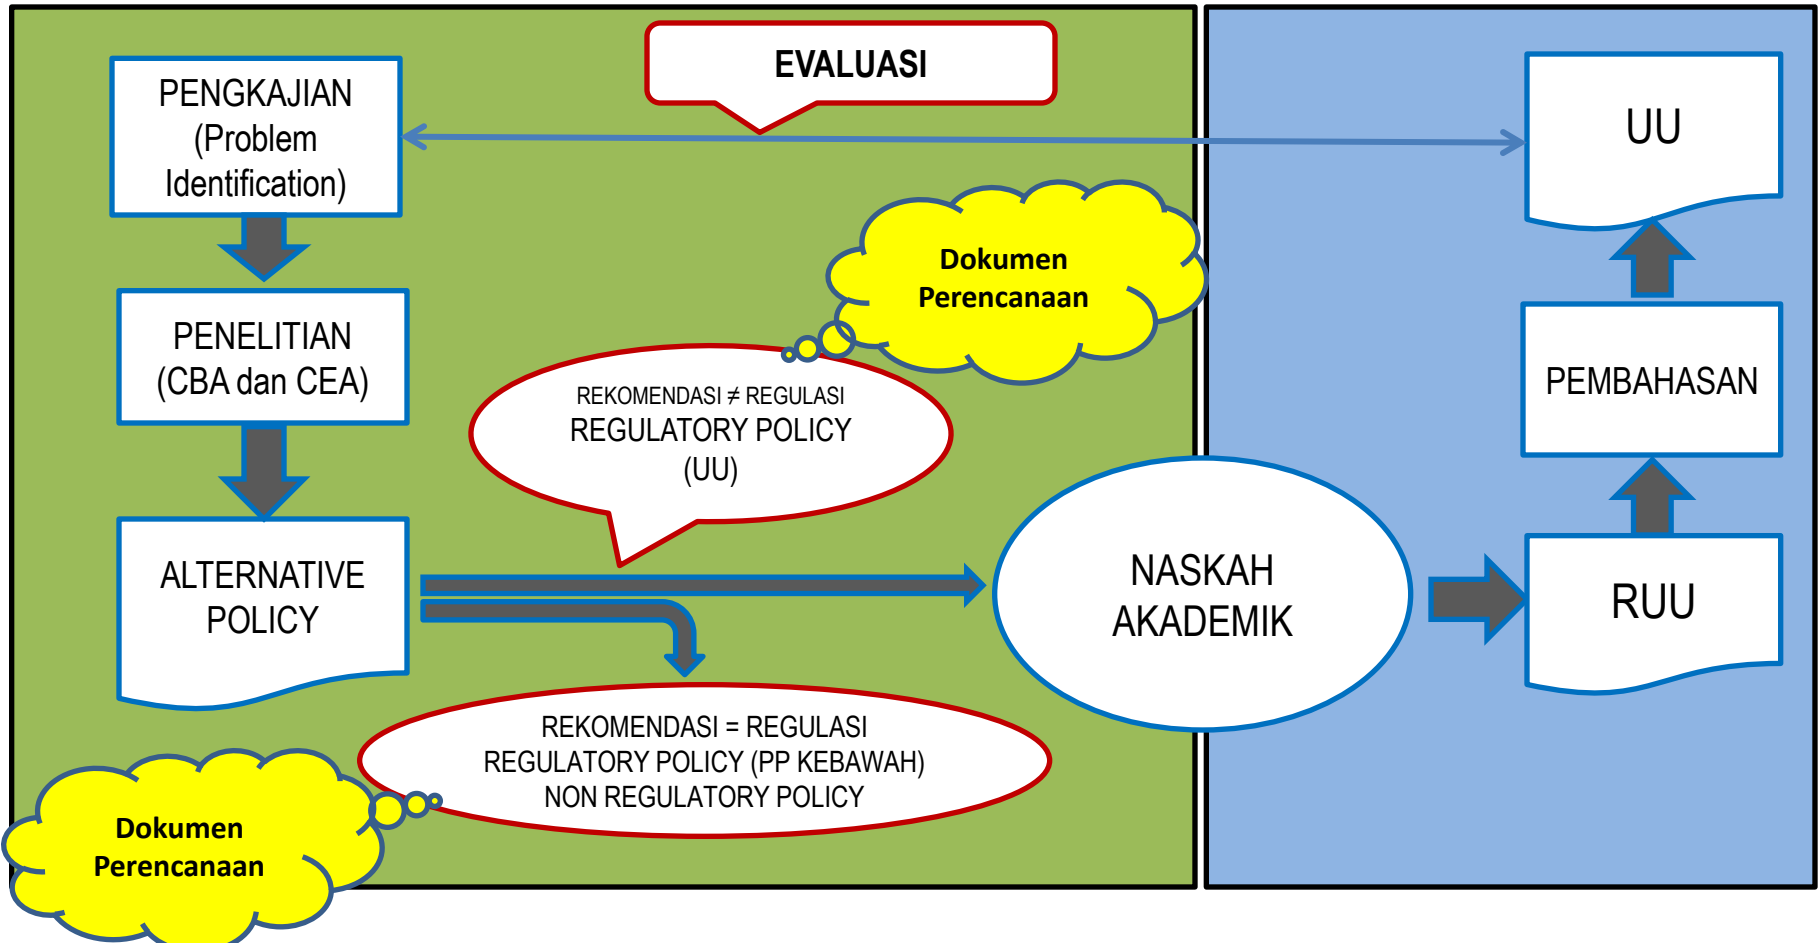 EVALUASI
PENGKAJIAN
(Problem
Identification)
UU
Dokumen
Perencanaan
PENELITIAN
(CBA dan CEA)
REKOMENDASI ≠ REGULASI
REGULATORY POLICY
(UU)
PEMBAHASAN
ALTERNATIVE
POLICY
NASKAH
AKADEMIK
RUU
REKOMENDASI = REGULASI
REGULATORY POLICY (PP KEBAWAH)
NON REGULATORY POLICY
Dokumen
Perencanaan